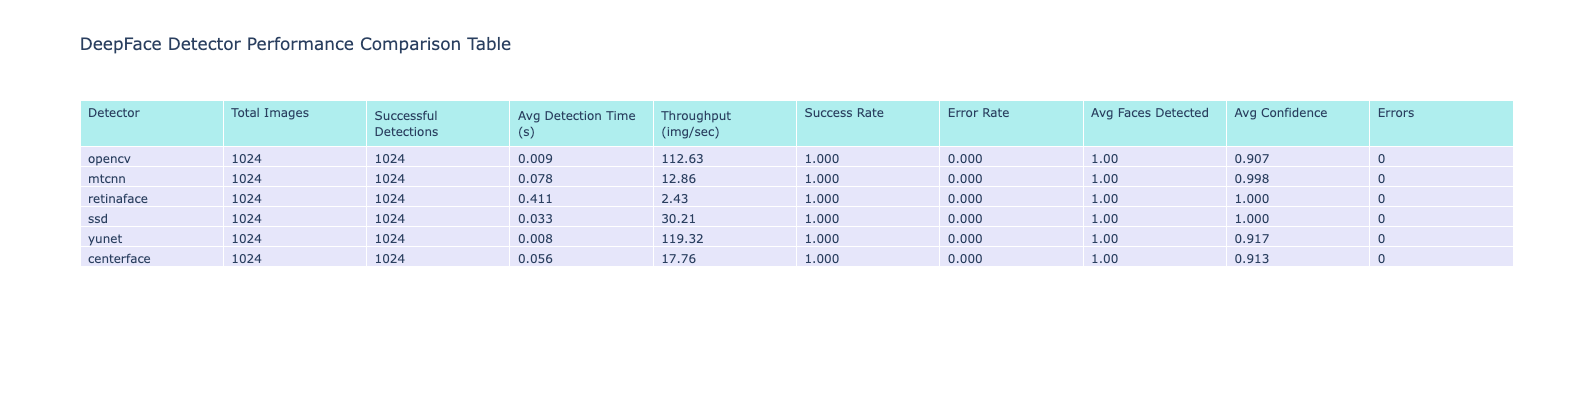 DeepFace Detector Performance Comparison Table
Detector Total Images Successful Detections Avg Detection Time (s) Throughput (img/sec) Success Rate Error Rate Avg Faces Detected Avg Confidence Errors
opencv 1024 1024 0.009 112.63 1.000 0.000 1.00 0.907 0
mtcnn 1024 1024 0.078 12.86 1.000 0.000 1.00 0.998 0
retinaface 1024 1024 0.411 2.43 1.000 0.000 1.00 1.000 0
ssd 1024 1024 0.033 30.21 1.000 0.000 1.00 1.000 0
yunet 1024 1024 0.008 119.32 1.000 0.000 1.00 0.917 0
centerface 1024 1024 0.056 17.76 1.000 0.000 1.00 0.913 0